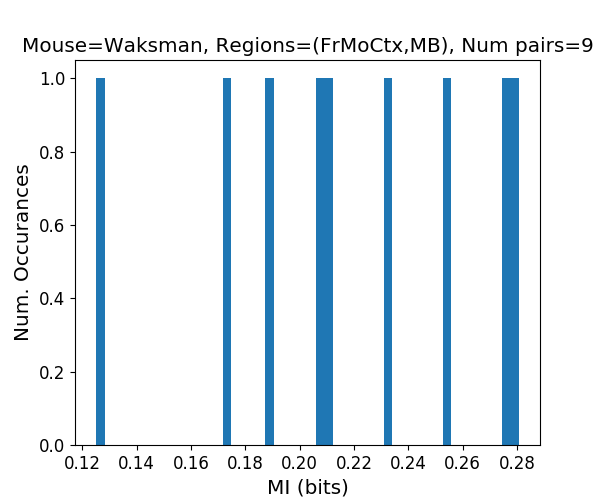 Mouse=Waksman, Regions=(FrMoCtx,MB), Num pairs=9
Num. Occurances
1.0
0.8
0.6
0.4
0.2
0.0
0.12 0.14 0.16 0.18 0.20 0.22 0.24 0.26 0.28
MI (bits)